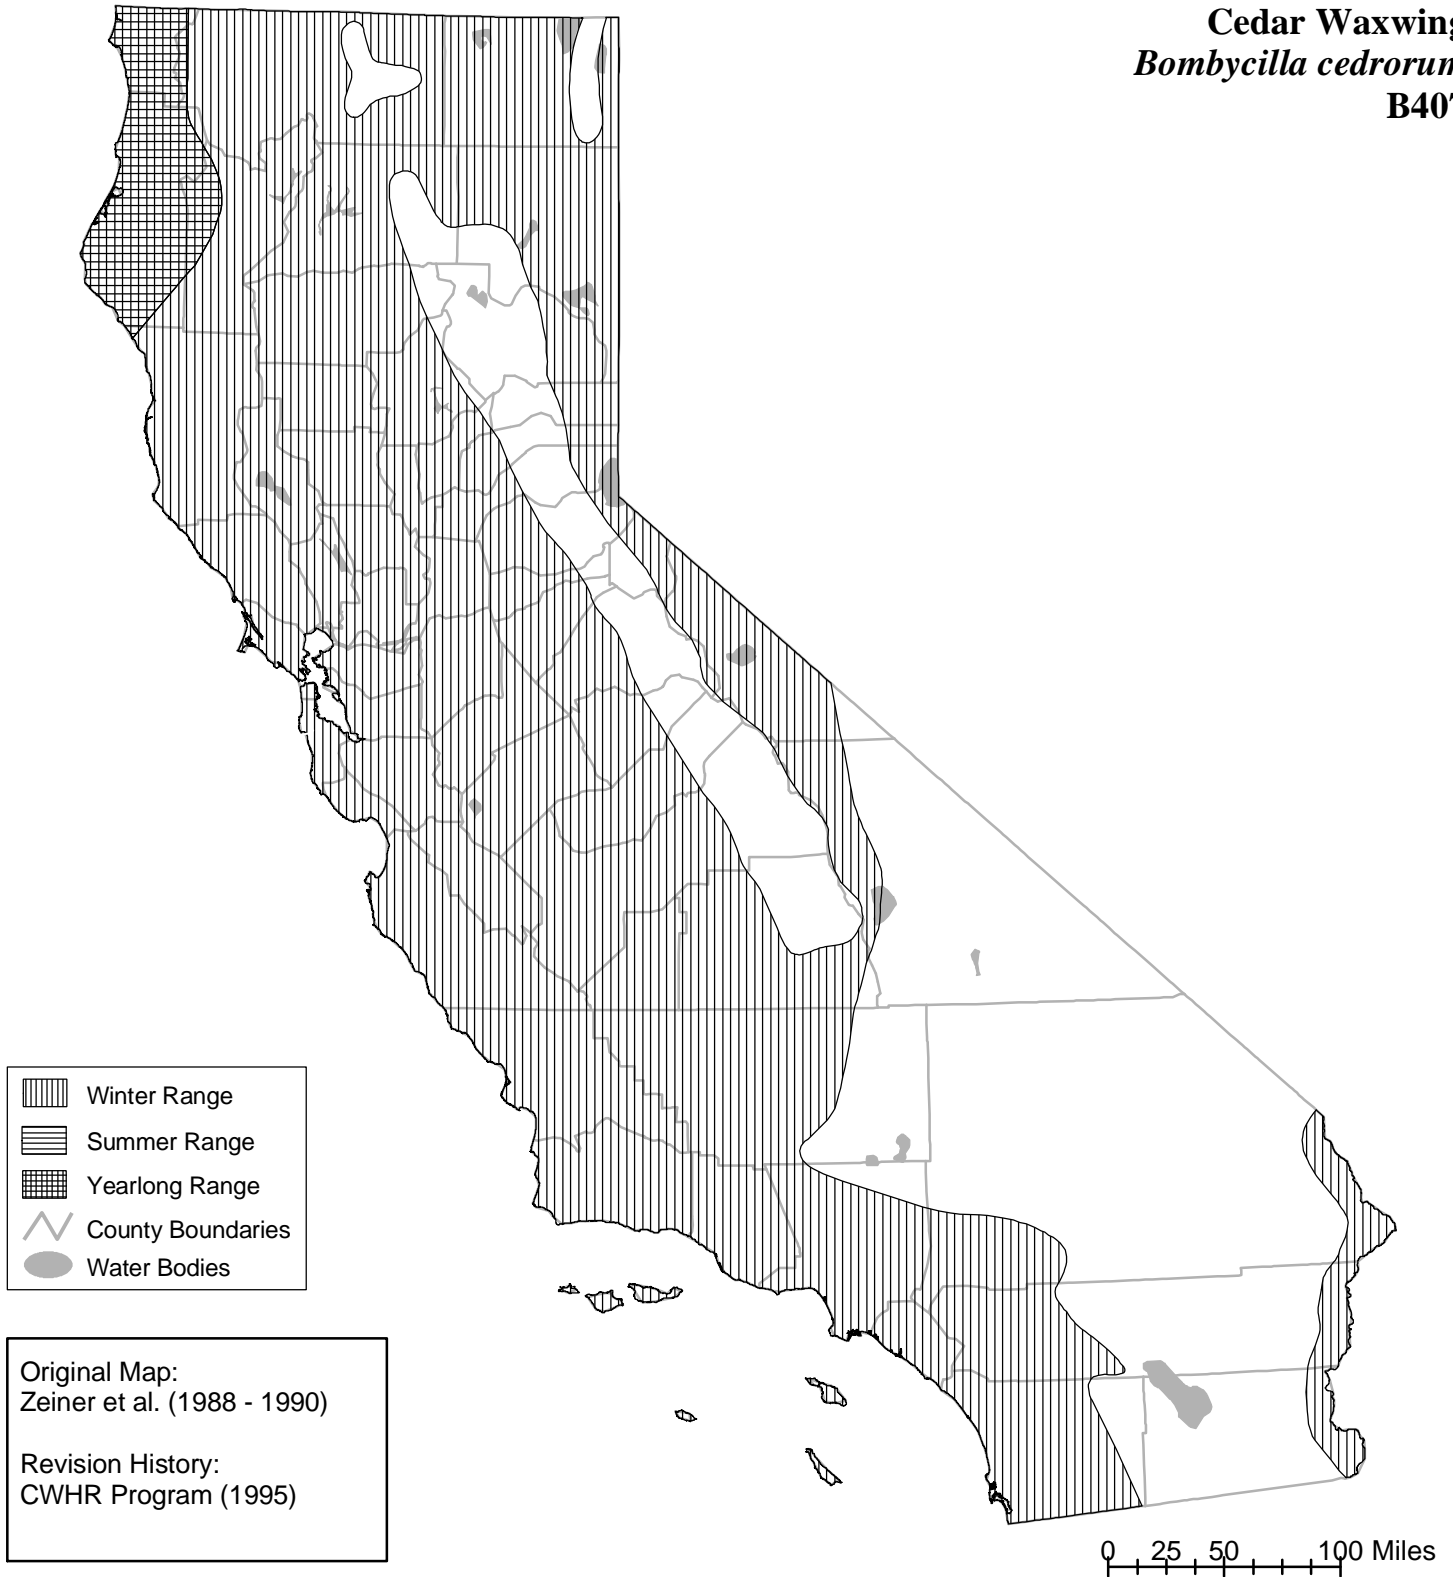 Cedar Waxwing
Bombycilla cedrorum
B407
Winter Range
Summer Range
Yearlong Range
County Boundaries
Water Bodies
Original Map:
Zeiner et al. (1988 - 1990)
Revision History:
CWHR Program (1995)
0 25 50 100 Miles